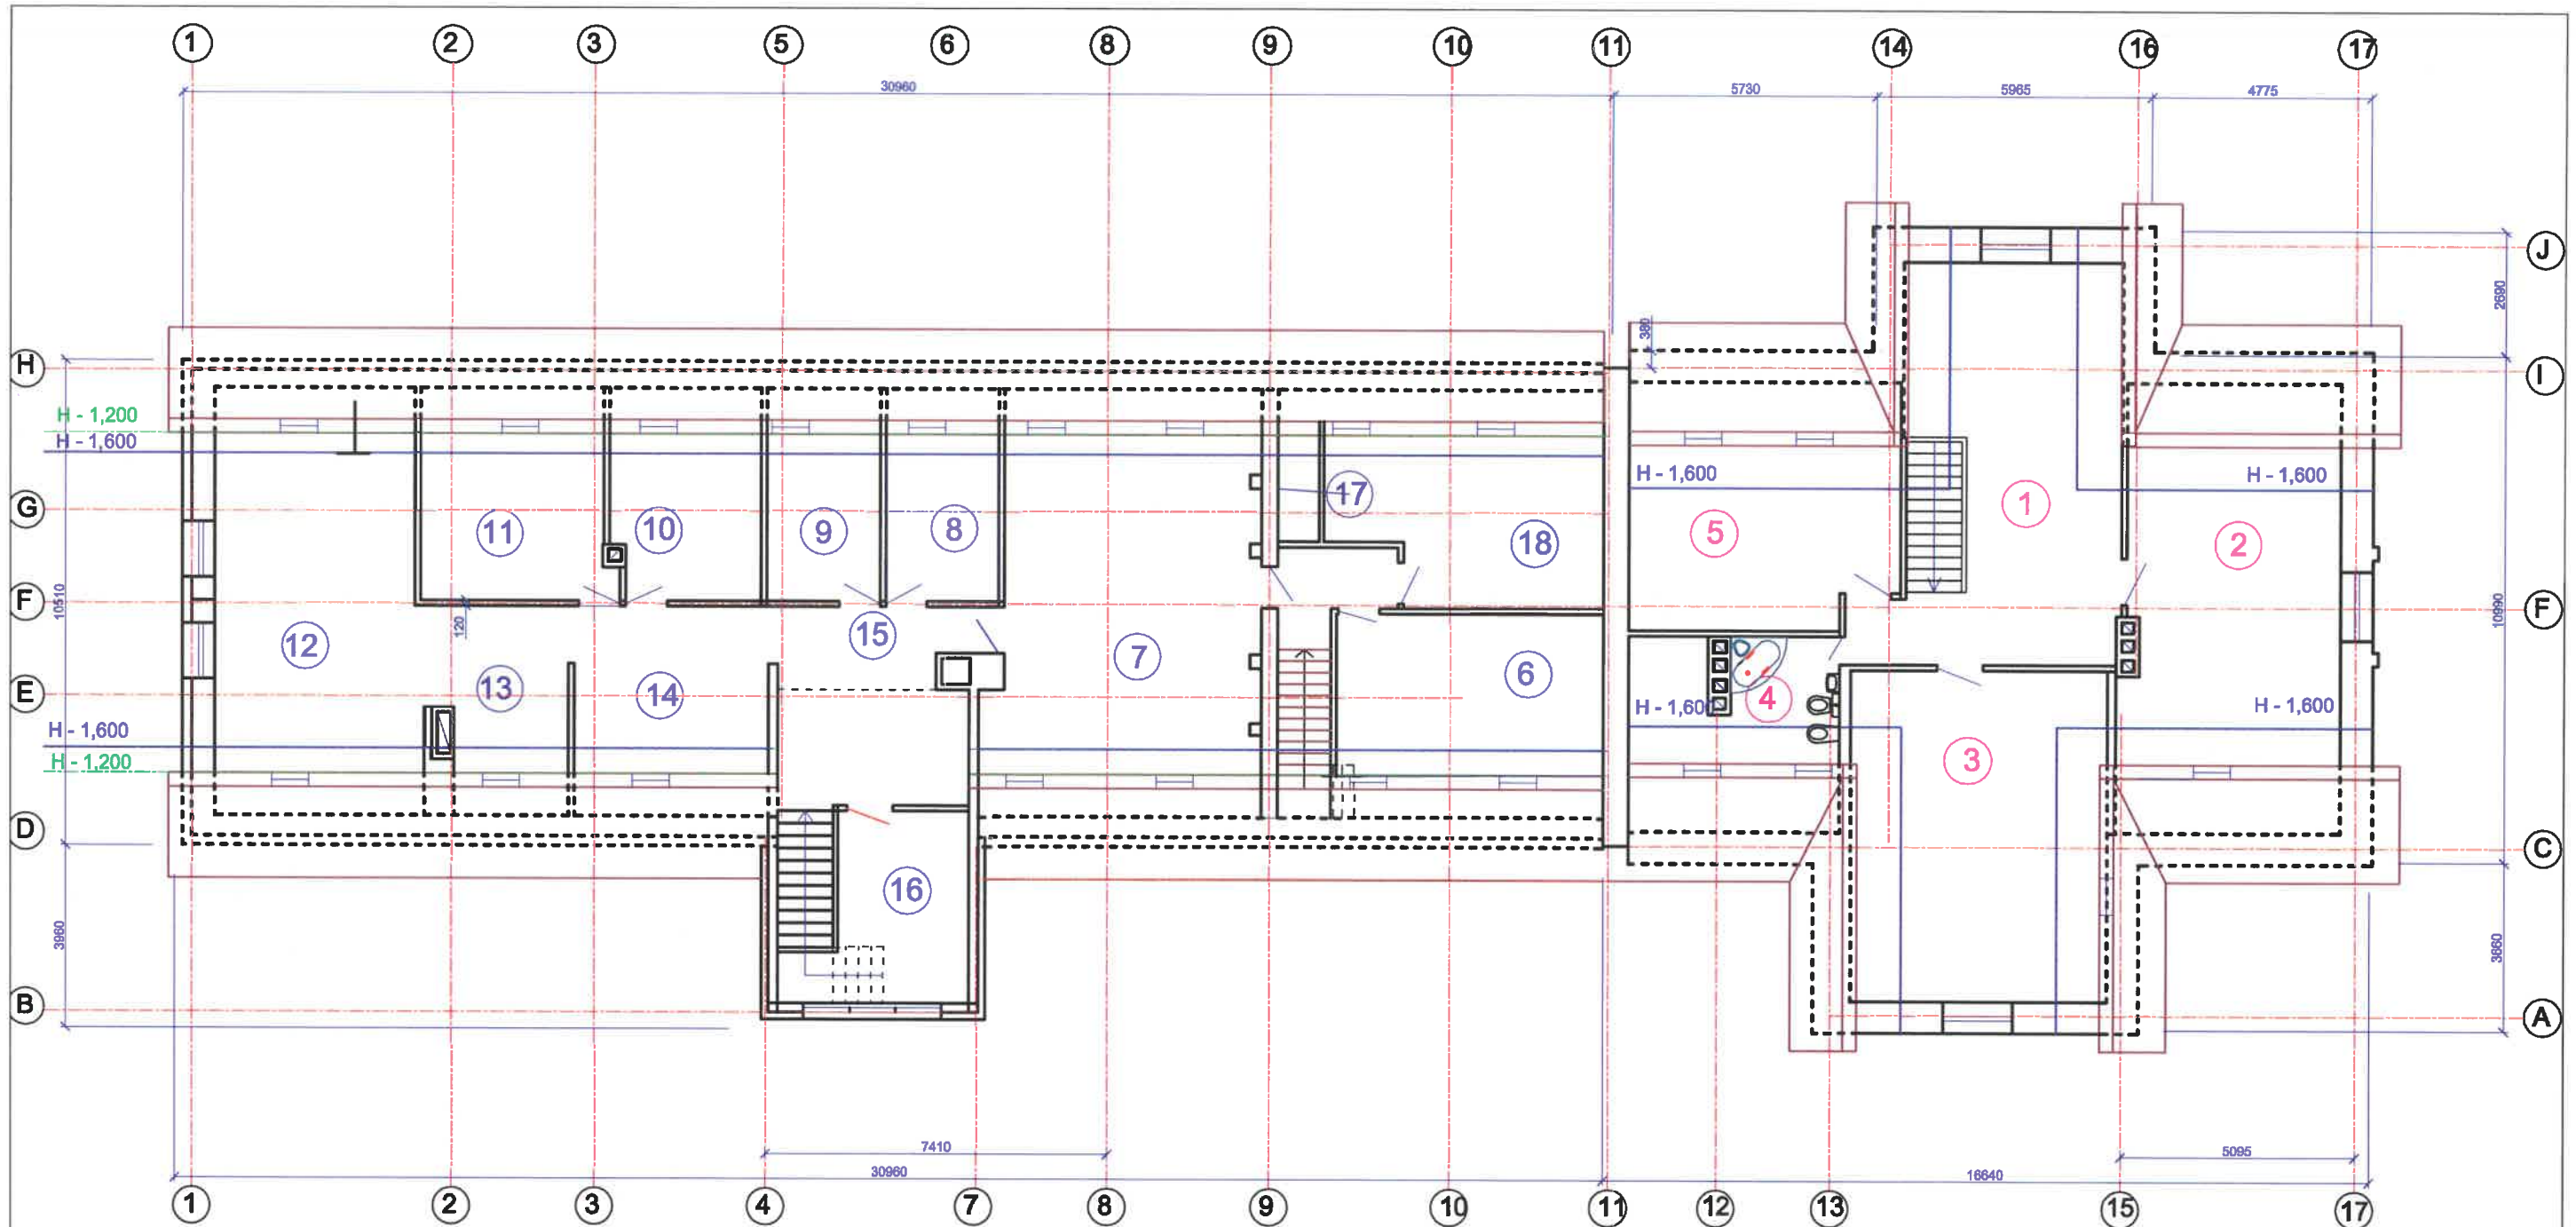 1 2 3 5 6 8 9 10 11 14 16 17
30960 5730 5965 4775
J
2690
380
H I
H - 1,200
H - 1,600
H - 1,600 H - 1,600
G 17 1
11 10 9 8 18 5 2
F 10510 F 10990
120
12 15 7 6
13 14 4
E
H - 1,600 H - 1,600 H - 1,600
H - 1,200 3
D C
16
3960 3860
B A
7410 5095
30960 16640
1 2 3 4 7 8 9 10 11 12 13 15 17